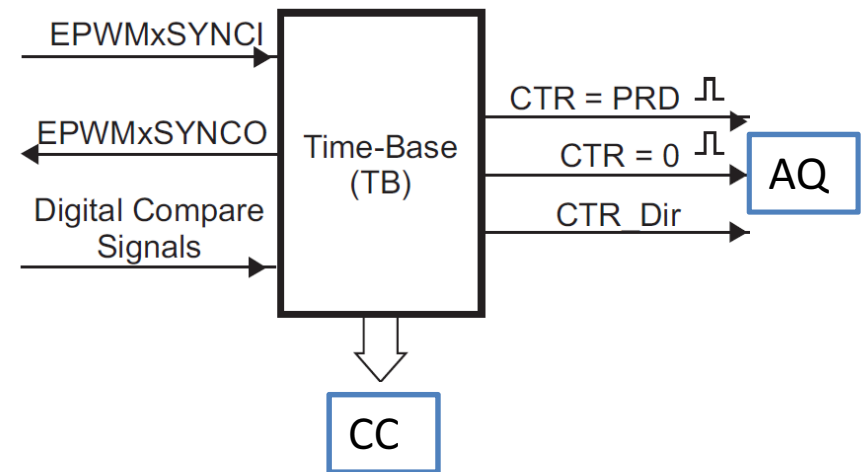 EPWMxSYNCI
EPWMxSYNCO
Digital Compare
Signals
Time-Base
(TB)
CTR = PRD
CTR = 0
CTR_Dir
AQ
CC